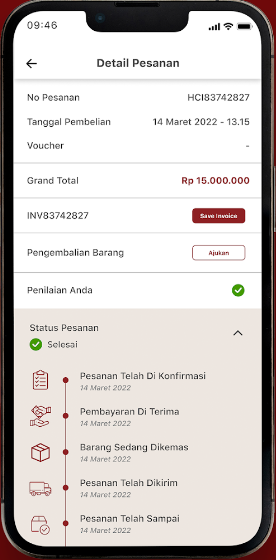 09:46
Detail Pesanan
No Pesanan HCI83742827
Tanggal Pembelian 14 Maret 2022 - 13.15
Voucher -
Grand Total Rp 15.000.000
INV83742827 Save Invoice
Pengembalian Barang Ajukan
Penilaian Anda
Status Pesanan
Selesai
Pesanan Telah Di Konfirmasi
14 Maret 2022
Pembayaran Di Terima
14 Maret 2022
Barang Sedang Dikemas
14 Maret 2022
Pesanan Telah Dikirim
14 Maret 2022
Pesanan Telah Sampai
14 Maret 2022